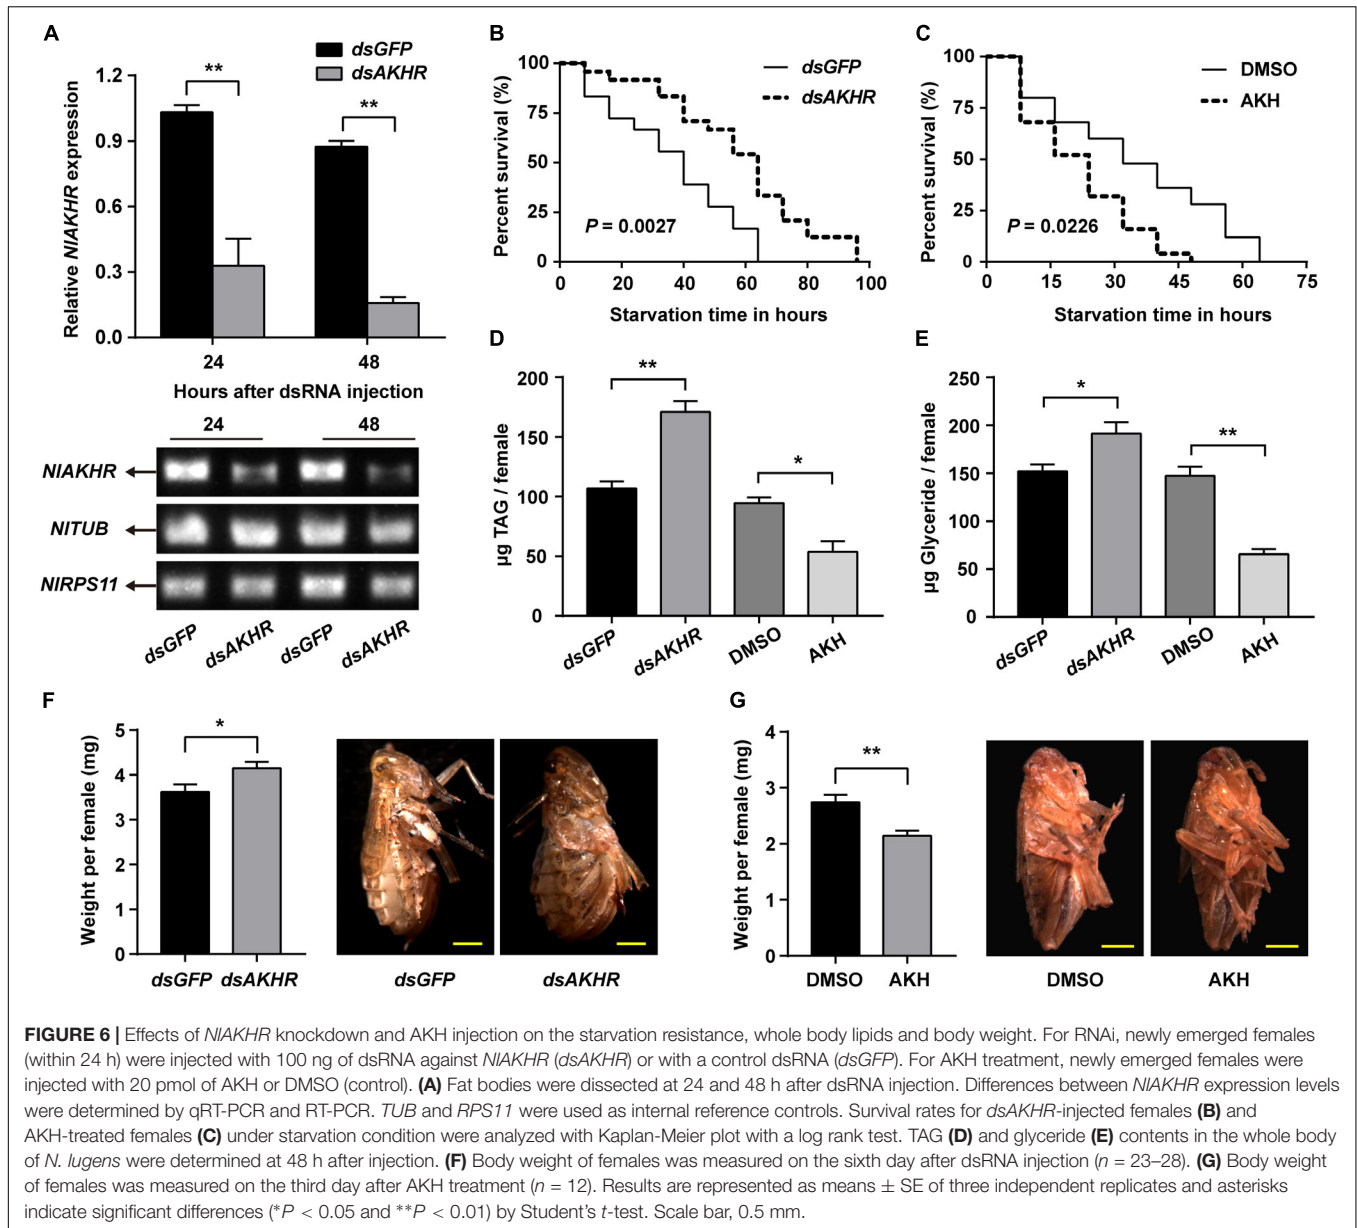 A
dsGFP
dsAKHR
Relative NlAKHR expression
1.2
0.9
0.6
0.3
0.0
**
**
24
48
Hours after dsRNA injection
24
48
NlAKHR
NlTUB
NlRPS11
dsGFP
dsAKHR
dsGFP
dsAKHR
B
Percent survival (%)
100
75
50
25
0
dsGFP
dsAKHR
P = 0.0027
0
20
40
60
80
100
Starvation time in hours
C
Percent survival (%)
100
75
50
25
0
DMSO
AKH
P = 0.0226
0
15
30
45
60
75
Starvation time in hours
D
µg TAG / female
200
150
100
50
0
**
*
dsGFP
dsAKHR
DMSO
AKH
E
µg Glyceride / female
250
200
150
100
50
0
*
**
dsGFP
dsAKHR
DMSO
AKH
F
Weight per female (mg)
5
4
3
2
1
0
*
dsGFP
dsAKHR
dsGFP
dsAKHR
G
Weight per female (mg)
4
3
2
1
0
**
DMSO
AKH
DMSO
AKH
FIGURE 6 | Effects of NlAKHR knockdown and AKH injection on the starvation resistance, whole body lipids and body weight. For RNAi, newly emerged females
(within 24 h) were injected with 100 ng of dsRNA against NlAKHR (dsAKHR) or with a control dsRNA (dsGFP). For AKH treatment, newly emerged females were
injected with 20 pmol of AKH or DMSO (control). (A) Fat bodies were dissected at 24 and 48 h after dsRNA injection. Differences between NlAKHR expression levels
were determined by qRT-PCR and RT-PCR. TUB and RPS11 were used as internal reference controls. Survival rates for dsAKHR-injected females (B) and
AKH-treated females (C) under starvation condition were analyzed with Kaplan-Meier plot with a log rank test. TAG (D) and glyceride (E) contents in the whole body
of N. lugens were determined at 48 h after injection. (F) Body weight of females was measured on the sixth day after dsRNA injection (n = 23–28). (G) Body weight
of females was measured on the third day after AKH treatment (n = 12). Results are represented as means ± SE of three independent replicates and asterisks
indicate significant differences (*P < 0.05 and **P < 0.01) by Student's t-test. Scale bar, 0.5 mm.